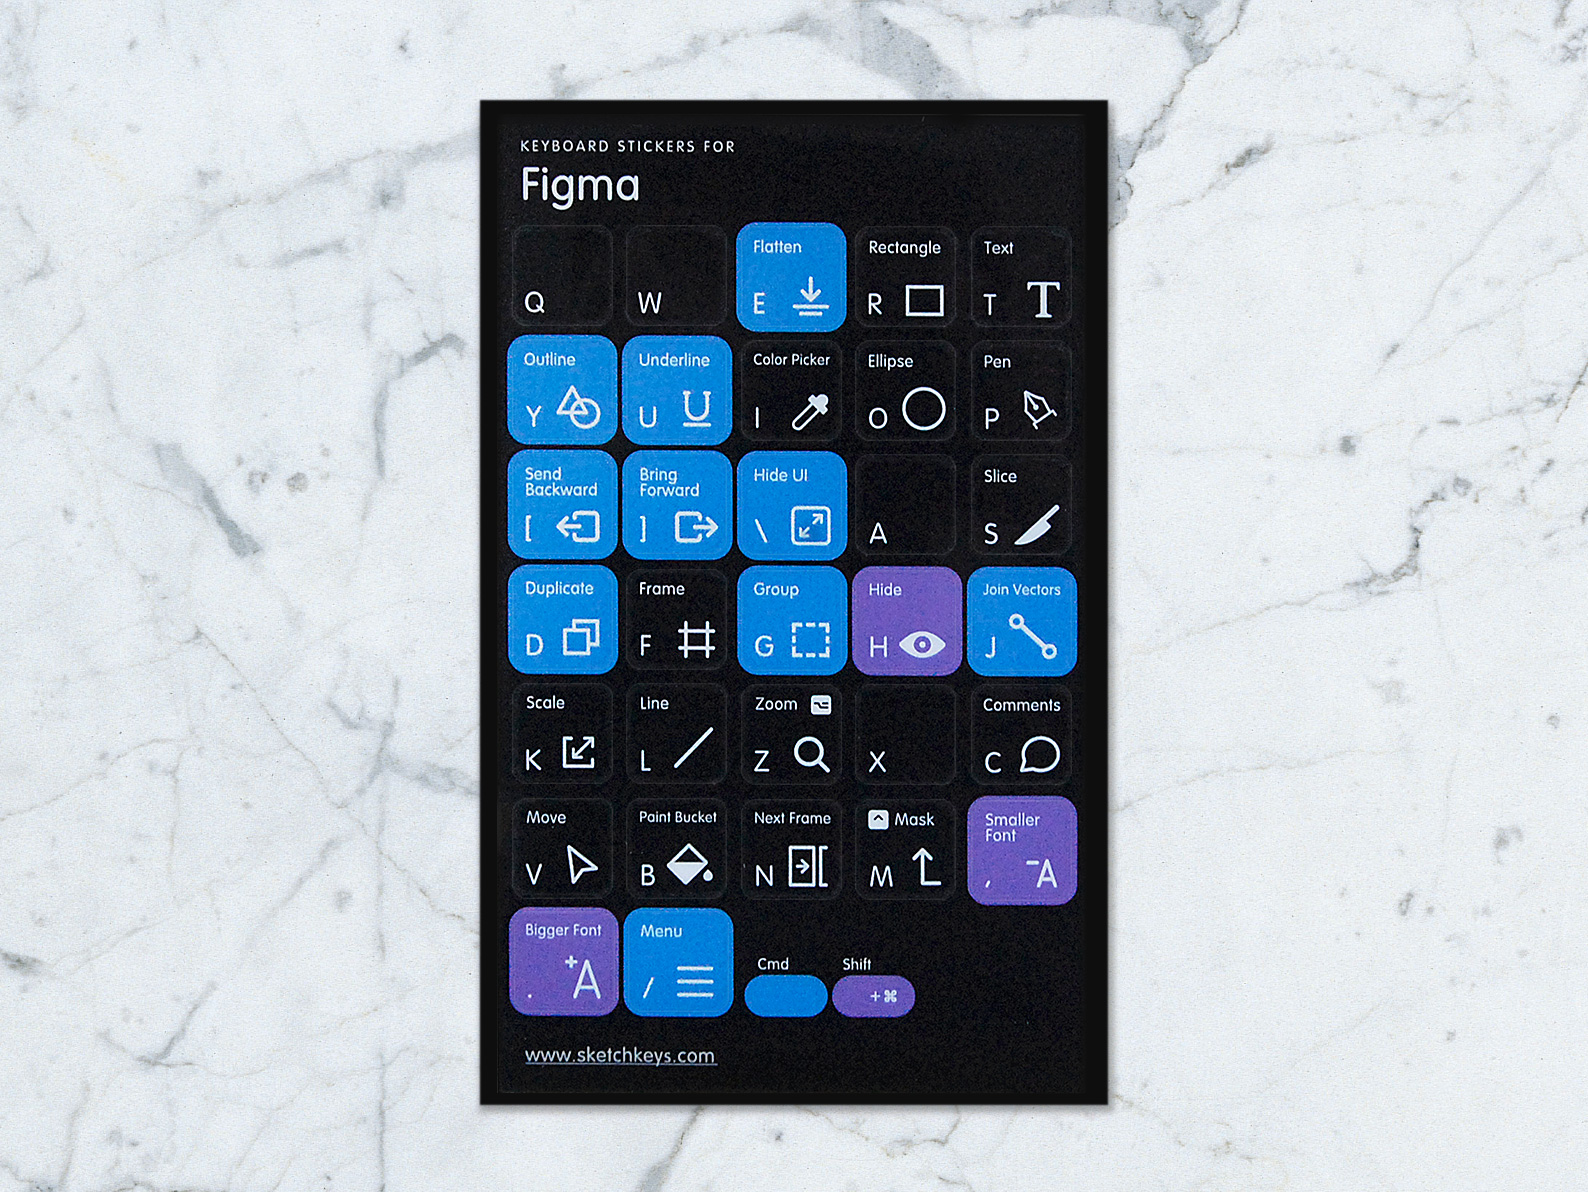 KEYBOARD STICKERS FOR
Figma
Q
W
Flatten
E
Rectangle
R
Text
T T
Outline
Y
Underline
U U
Color Picker
I
Ellipse
O
Pen
P
Send
Backward
[
Bring
Forward
]
Hide UI
\
A
Slice
S
Duplicate
D
Frame
F
Group
G
Hide
H
Join Vectors
J
Scale
K
Line
L
Zoom ⌥
Z
X
Comments
C
Move
V
Paint Bucket
B
Next Frame
N
^ Mask
M
Smaller
Font
, -A
Bigger Font
. +A
Menu
/
Cmd
Shift
+⌘
www.sketchkeys.com